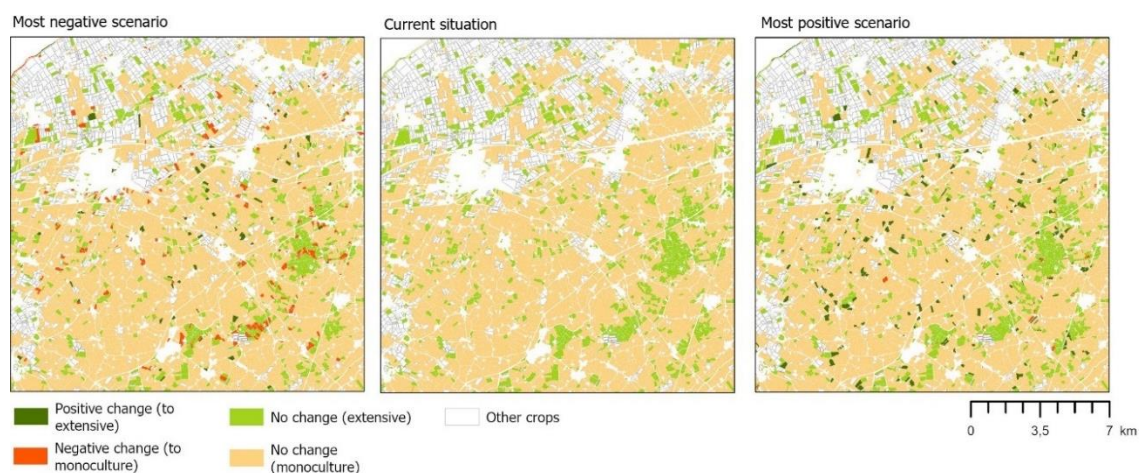 Most negative scenario
Current situation
Most positive scenario
Positive change (to
extensive)
No change (extensive)
Other crops
Negative change (to
monoculture)
No change
(monoculture)
0 3,5 7 km